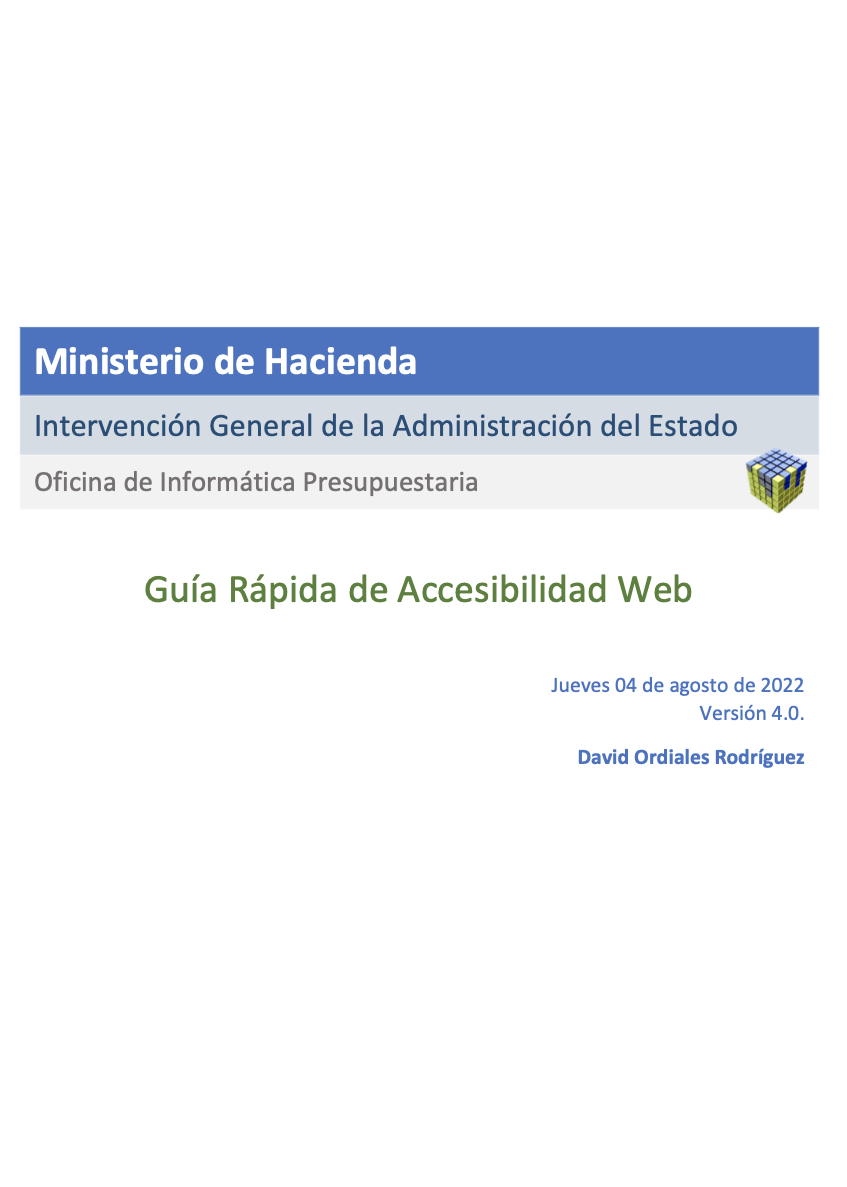 Ministerio de Hacienda
Intervención General de la Administración del Estado
Oficina de Informática Presupuestaria
Guía Rápida de Accesibilidad Web
Jueves 04 de agosto de 2022
Versión 4.0.
David Ordiales Rodríguez